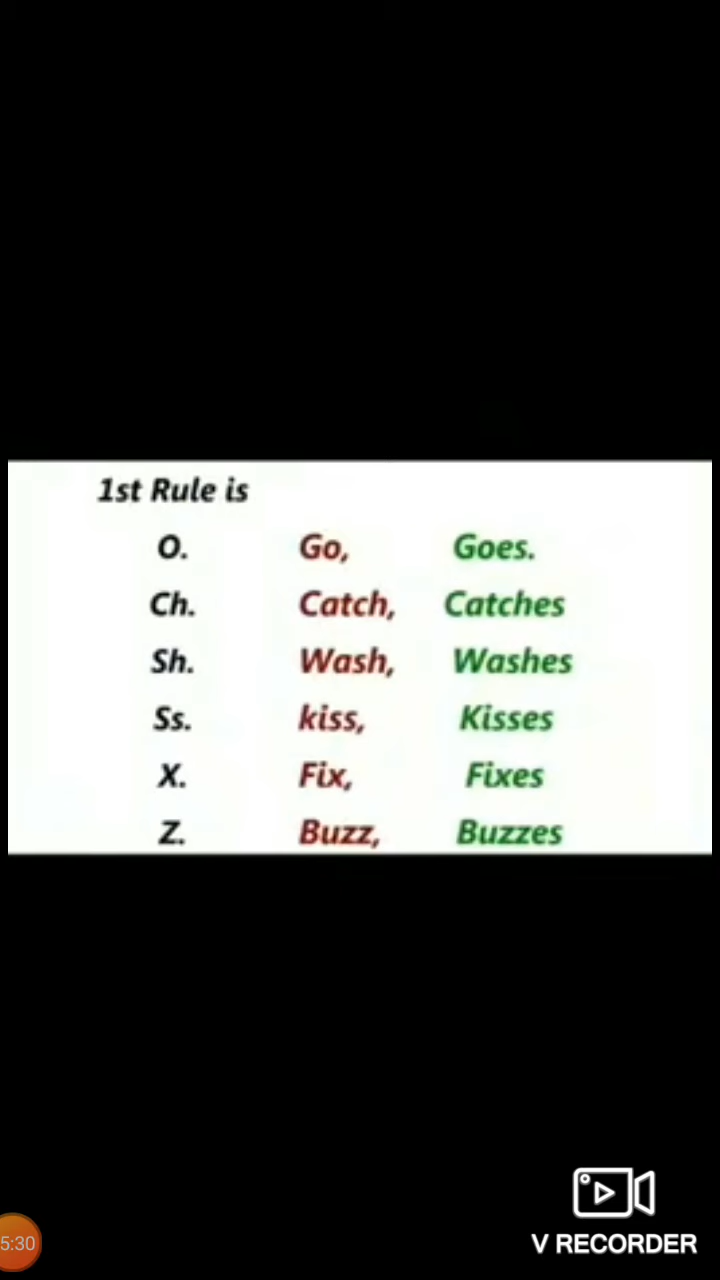 1st Rule is
O. Go, Goes.
Ch. Catch, Catches
Sh. Wash, Washes
Ss. kiss, Kisses
X. Fix, Fixes
Z. Buzz, Buzzes
5:30
V RECORDER